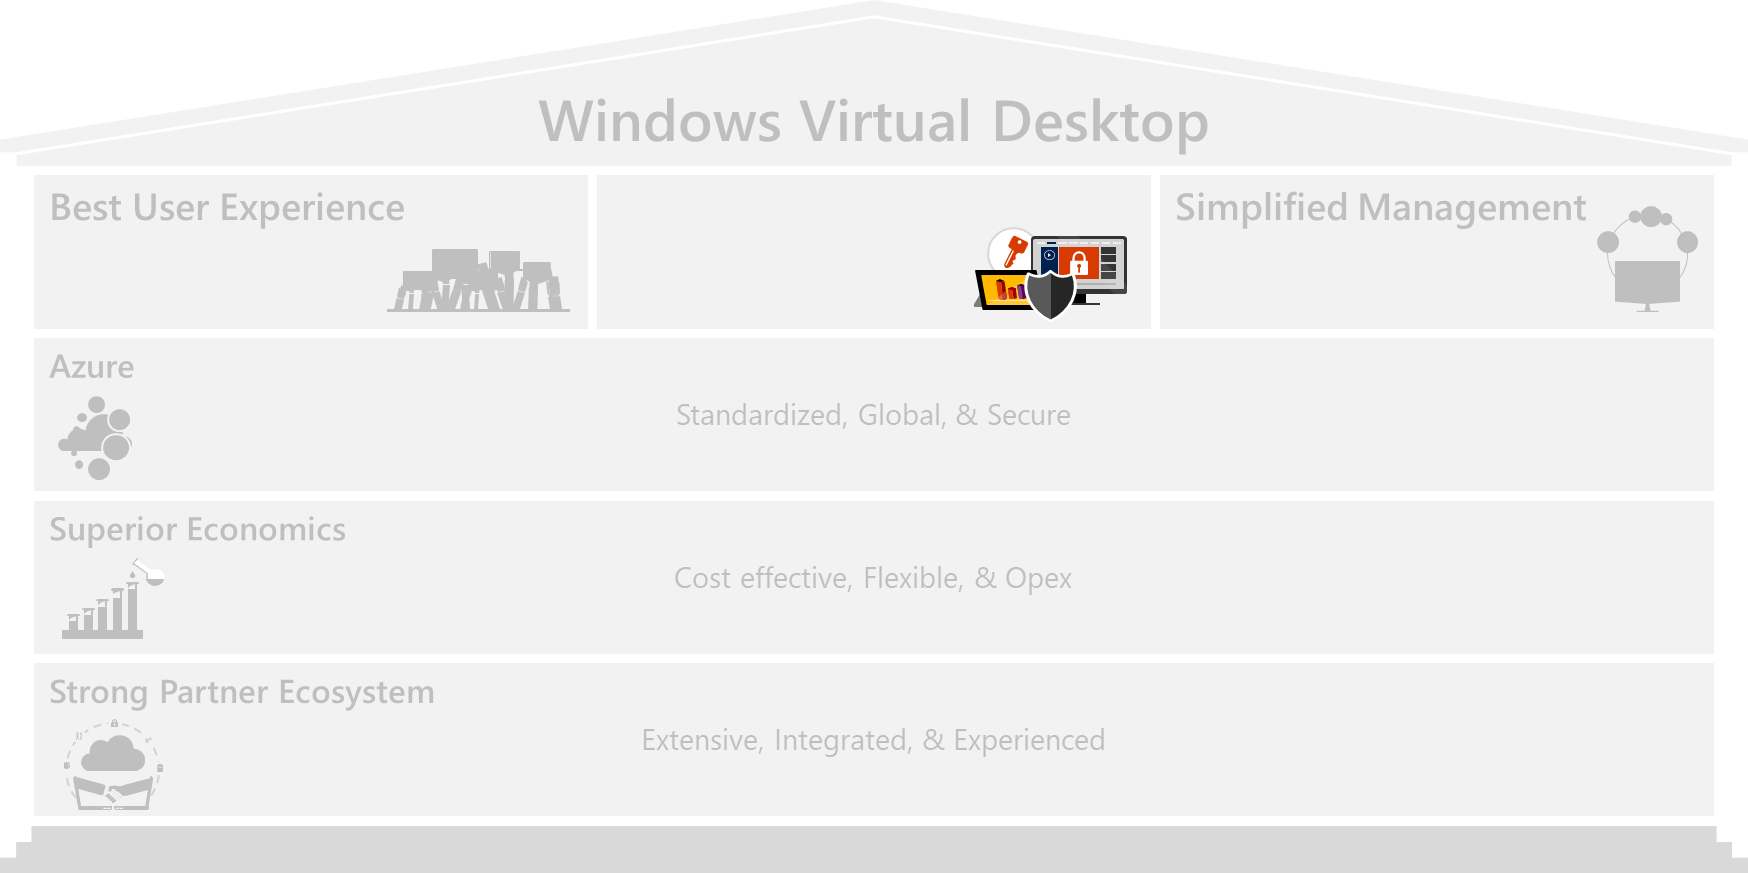 Windows Virtual Desktop
Best User Experience
Simplified Management
Azure
Standardized, Global, & Secure
Superior Economics
Cost effective, Flexible, & Opex
Strong Partner Ecosystem
Extensive, Integrated, & Experienced